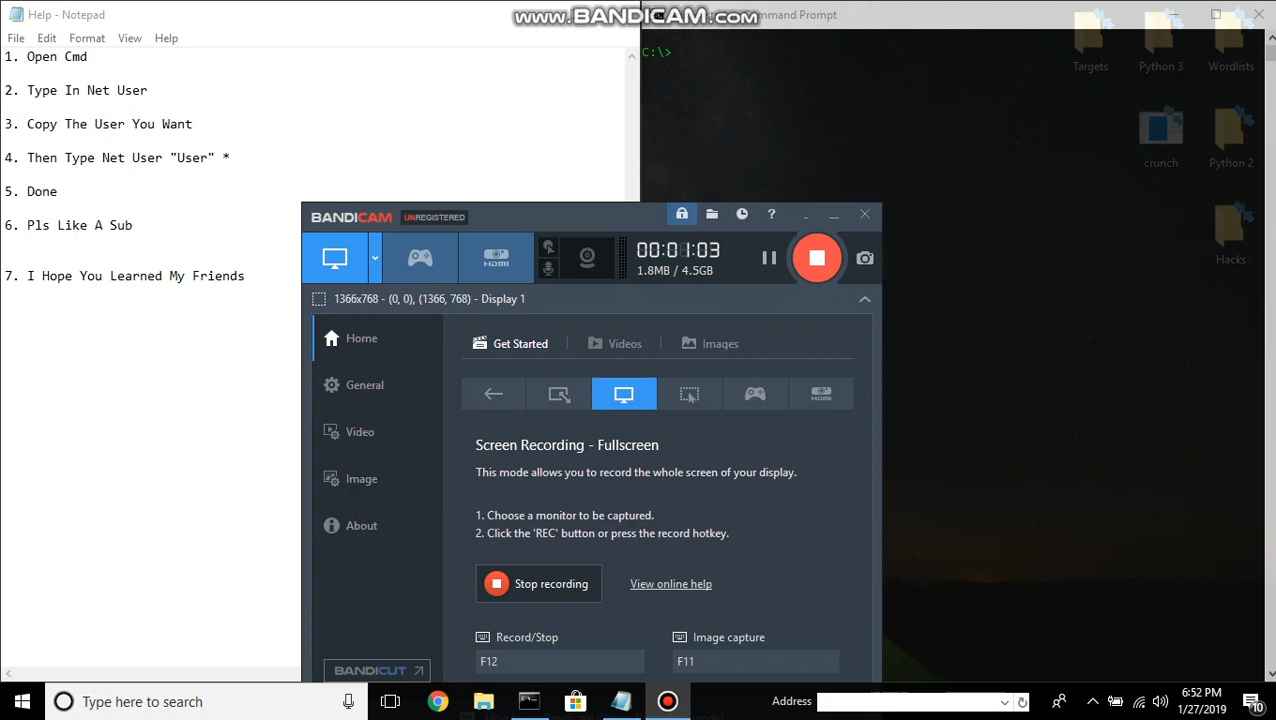 Help - Notepad
www.BANDICAM.com
Command Prompt
File Edit Format View Help
1. Open Cmd
2. Type In Net User
3. Copy The User You Want
4. Then Type Net User "User" *
5. Done
6. Pls Like A Sub
7. I Hope You Learned My Friends
C:\>
Targets
Python 3
Wordlists
crunch
Python 2
Hacks
BANDICAM UNREGISTERED
HDMI
00:01:03
1.8MB / 4.5GB
1366x768 - (0, 0), (1366, 768) - Display 1
Home
General
Video
Image
About
BANDICUT
Get Started
Videos
Images
HDMI
Screen Recording - Fullscreen
This mode allows you to record the whole screen of your display.
1. Choose a monitor to be captured.
2. Click the 'REC' button or press the record hotkey.
Stop recording
View online help
Record/Stop
Image capture
F12
F11
Type here to search
Address
6:52 PM
1/27/2019
10